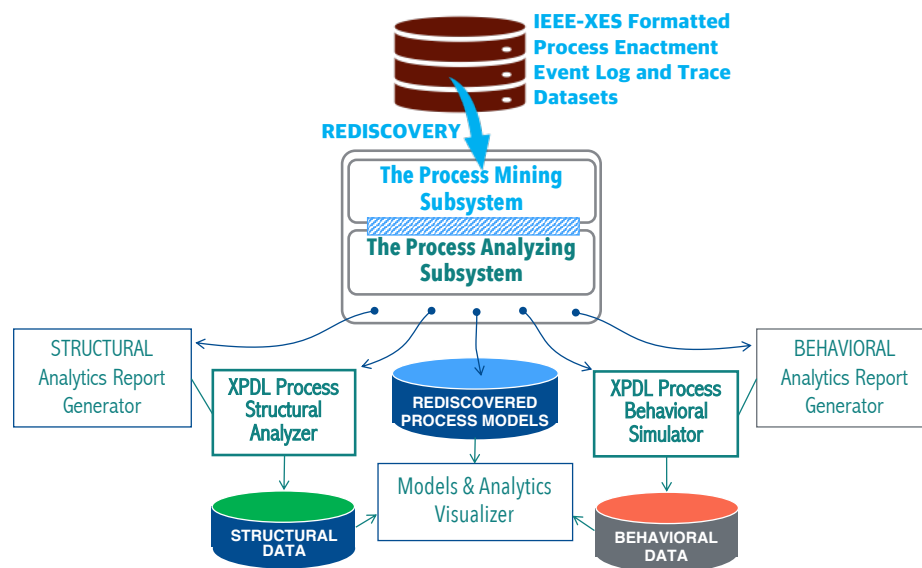 IEEE-XES Formatted
Process Enactment
Event Log and Trace
Datasets
REDISCOVERY
The Process Mining
Subsystem
The Process Analyzing
Subsystem
STRUCTURAL
Analytics Report
Generator
XPDL Process
Structural
Analyzer
REDISCOVERED
PROCESS MODELS
XPDL Process
Behavioral
Simulator
BEHAVIORAL
Analytics Report
Generator
Models & Analytics
Visualizer
STRUCTURAL
DATA
BEHAVIORAL
DATA